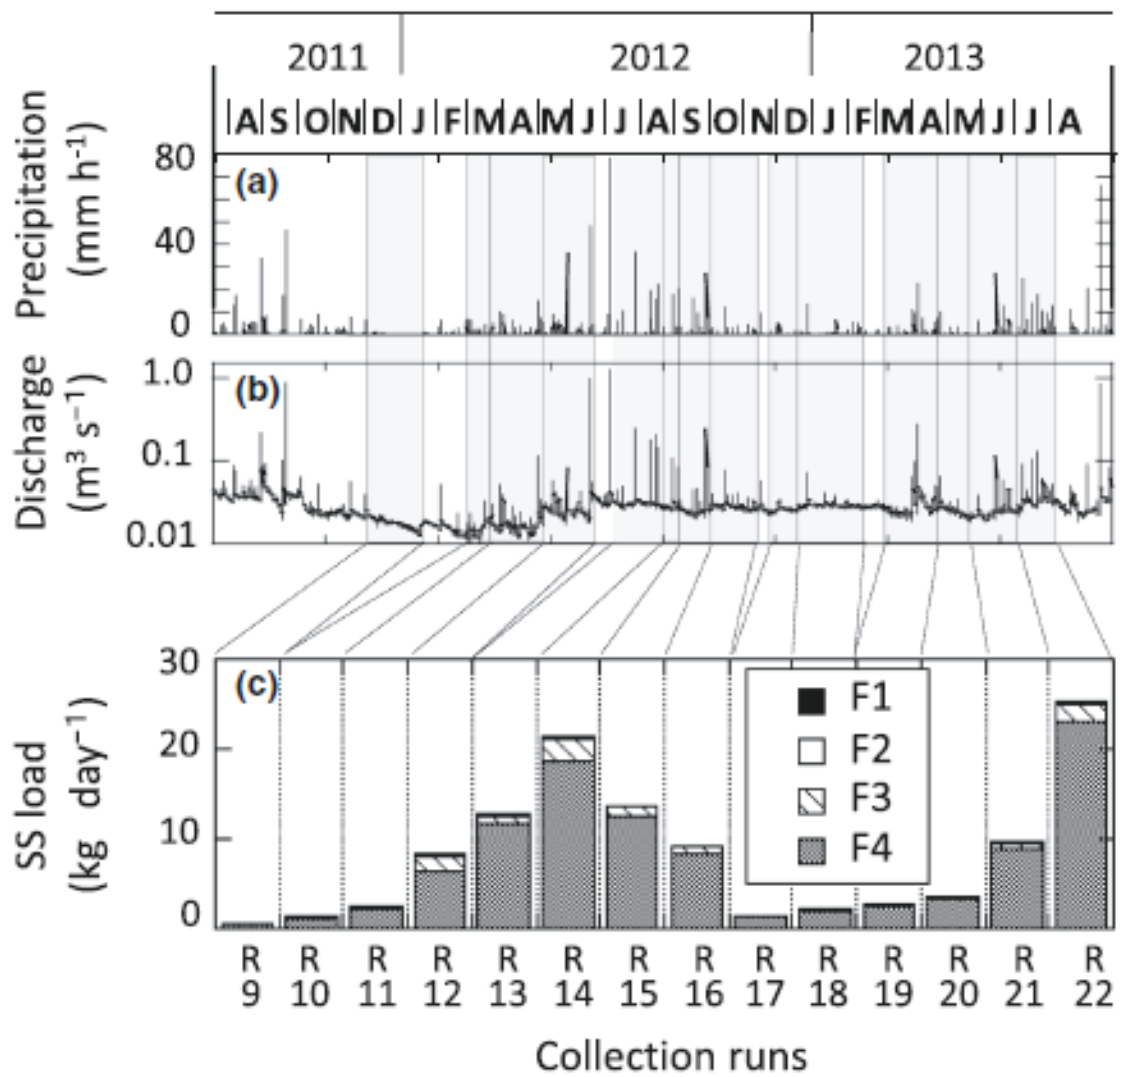 2011 2012 2013
A S O N D J F M A M J J A S O N D J F M A M J J A
Precipitation
(mm h⁻¹)
80
40
0
(a)
Discharge
(m³ s⁻¹)
1.0
0.1
0.01
(b)
SS load
(kg day⁻¹)
30
20
10
0
(c)
F1
F2
F3
F4
R R R R R R R R R R R R R R
9 10 11 12 13 14 15 16 17 18 19 20 21 22
Collection runs